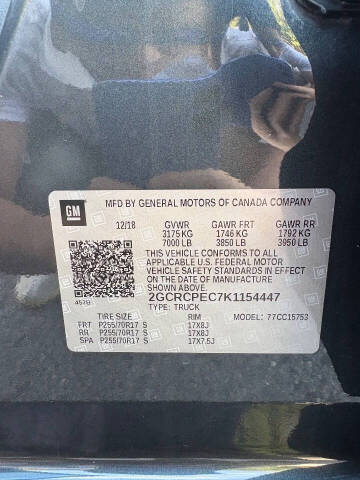 MFD BY GENERAL MOTORS OF CANADA COMPANY
GM
12/18 GVWR GAWR FRT GAWR RR
3175 KG 1746 KG 1792 KG
7000 LB 3850 LB 3950 LB
THIS VEHICLE CONFORMS TO ALL
APPLICABLE U.S. FEDERAL MOTOR
VEHICLE SAFETY STANDARDS IN EFFECT
ON THE DATE OF MANUFACTURE
SHOWN ABOVE.
2GCRCPEC7K1154447
4579 TYPE: TRUCK
MODEL: 77CC15753
TIRE SIZE RIM
FRT P255/70R17 S 17X8J
RR P255/70R17 S 17X8J
SPA P255/70R17 S 17X7.5J